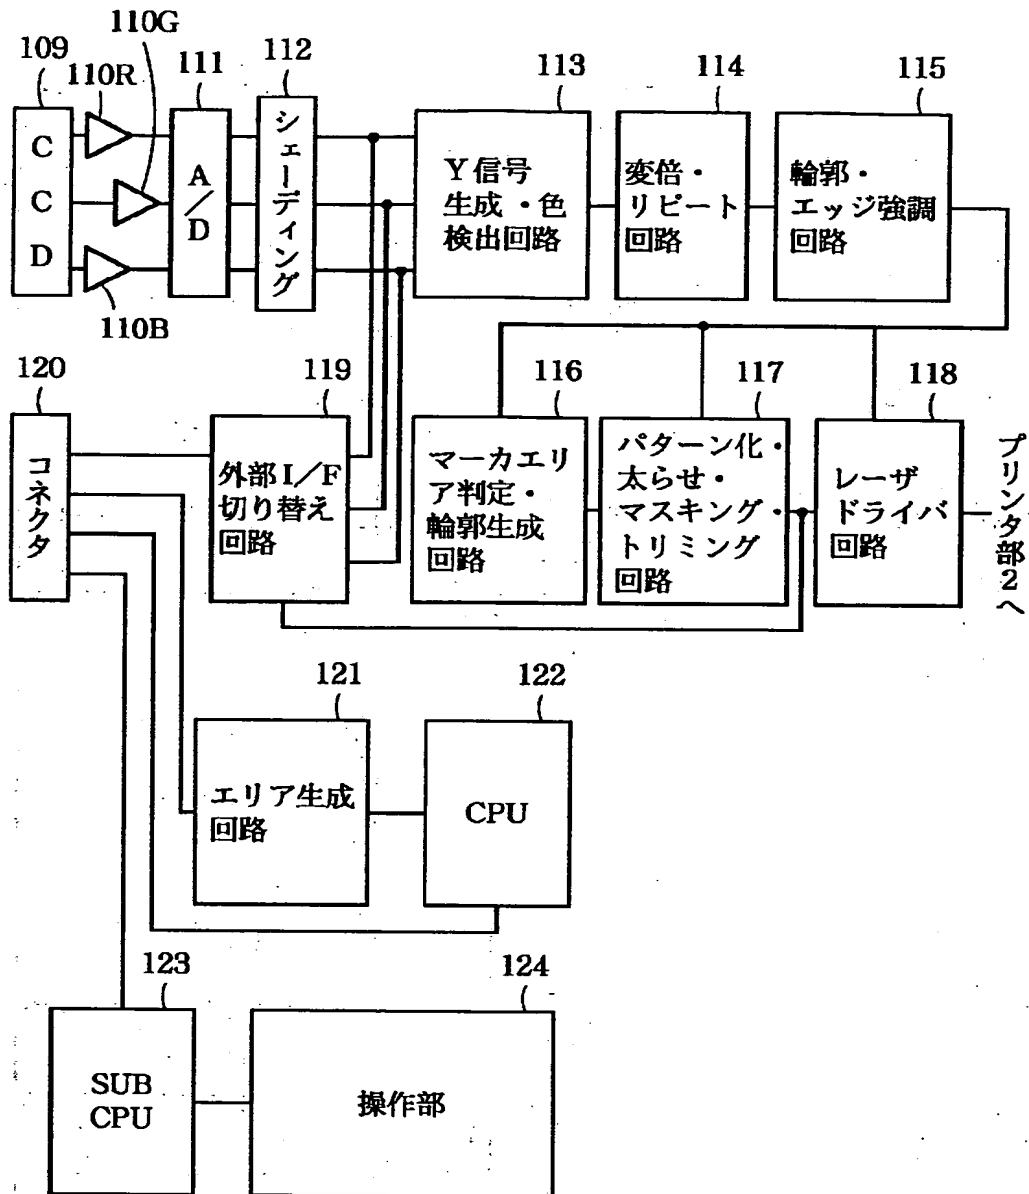 110G
109
110R
111
112
113
114
115
CCD
A/D
シェーディング
Y信号
生成・色
検出回路
変倍・
リピート
回路
輪郭・
エッジ強調
回路
110B
120
119
116
117
118
コネクタ
外部I/F
切り替え
回路
マーカエリ
ア判定・
輪郭生成
回路
パターン化・
太らせ・
マスキング・
トリミング
回路
レーザ
ドライバ
回路
プリンタ部2へ
121
122
エリア生成
回路
CPU
123
124
SUB
CPU
操作部